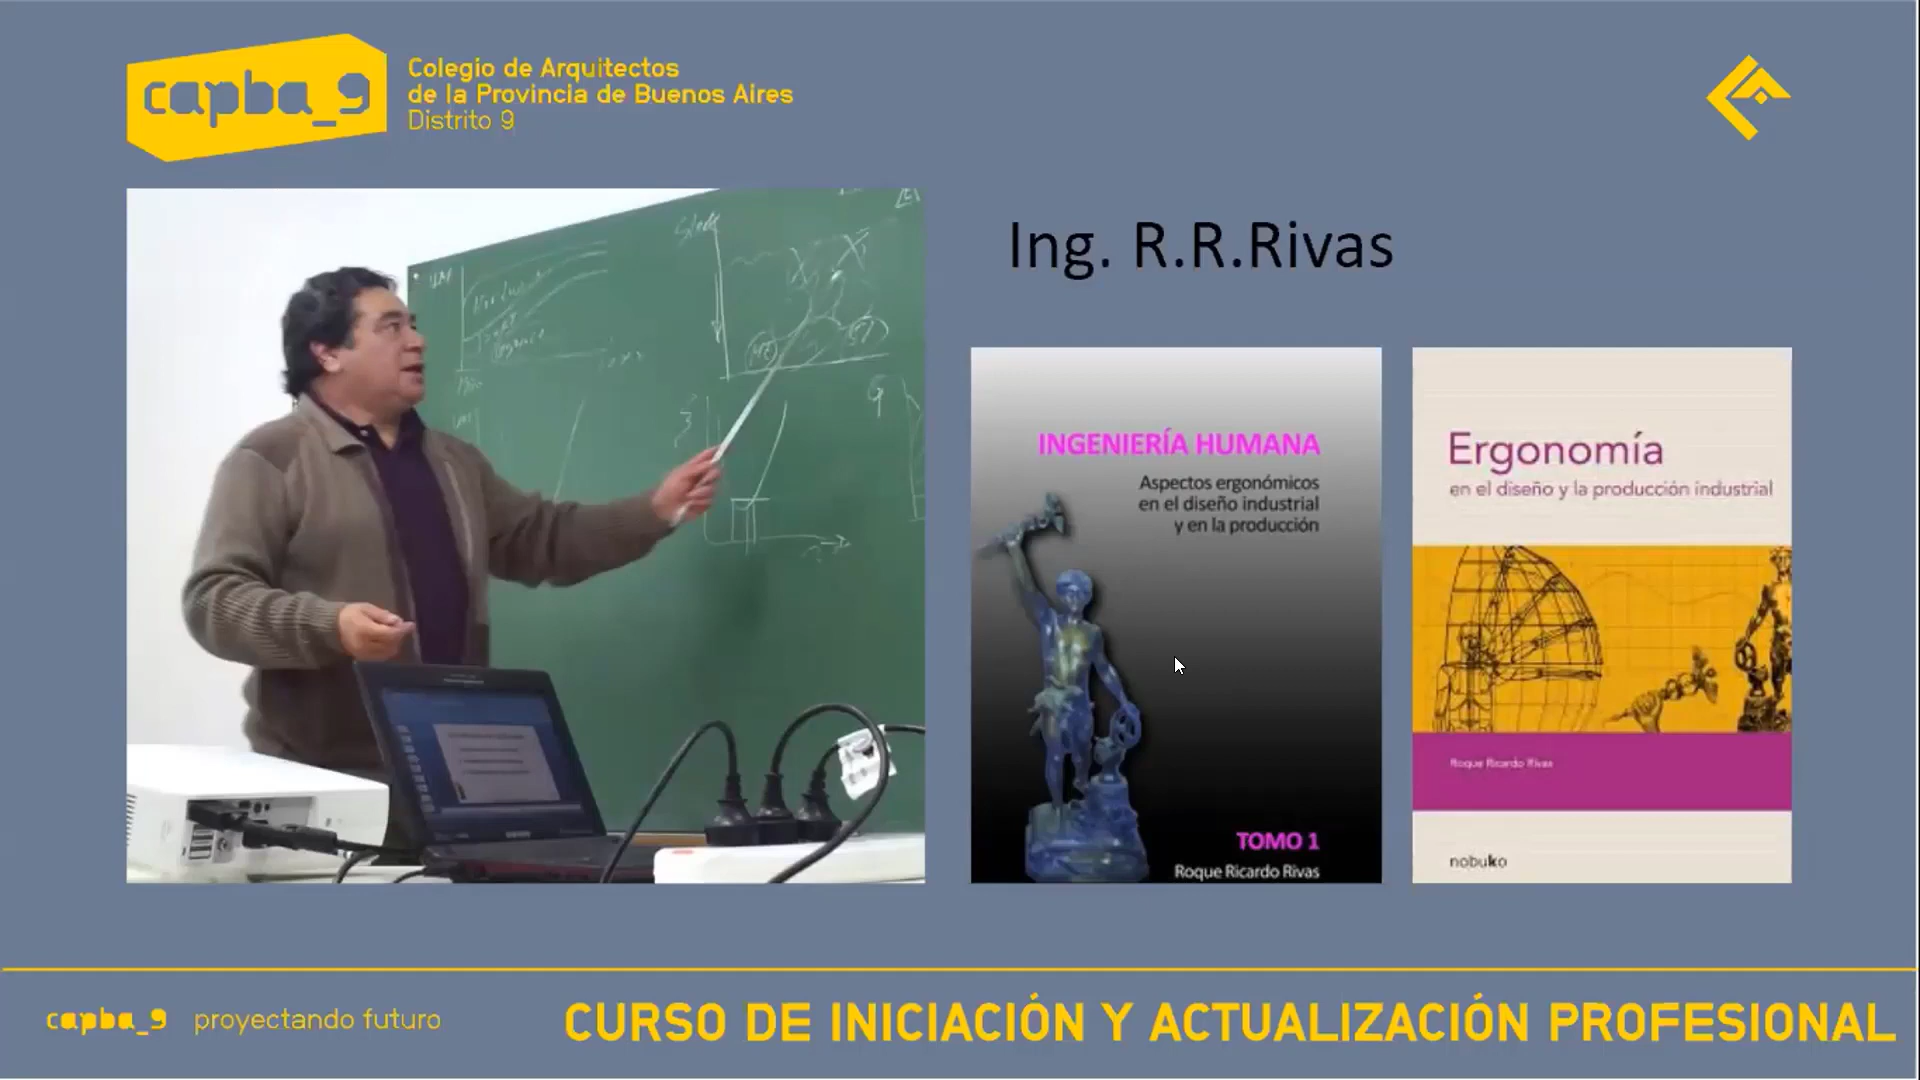 capba_9
Colegio de Arquitectos
de la Provincia de Buenos Aires
Distrito 9
Ing. R.R.Rivas
INGENIERÍA HUMANA
Aspectos ergonómicos
en el diseño industrial
y en la producción
TOMO 1
Roque Ricardo Rivas
Ergonomía
en el diseño y la producción industrial
Roque Ricardo Rivas
nobuko
capba_9 proyectando futuro
CURSO DE INICIACIÓN Y ACTUALIZACIÓN PROFESIONAL